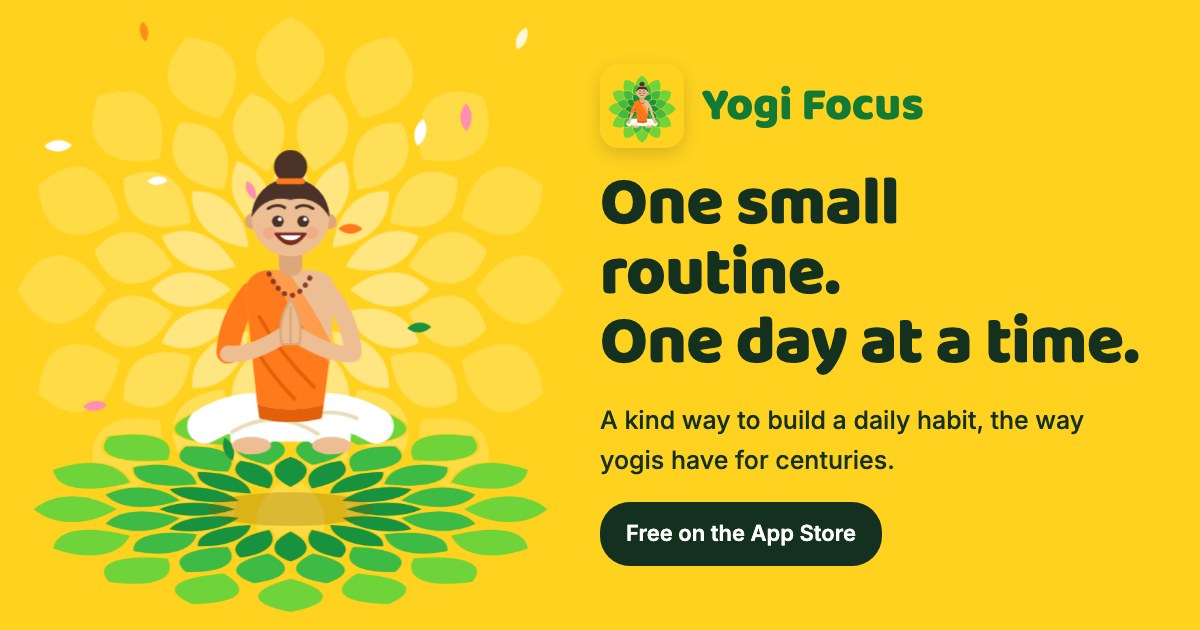 Yogi Focus
One small
routine.
One day at a time.
A kind way to build a daily habit, the way
yogis have for centuries.
Free on the App Store